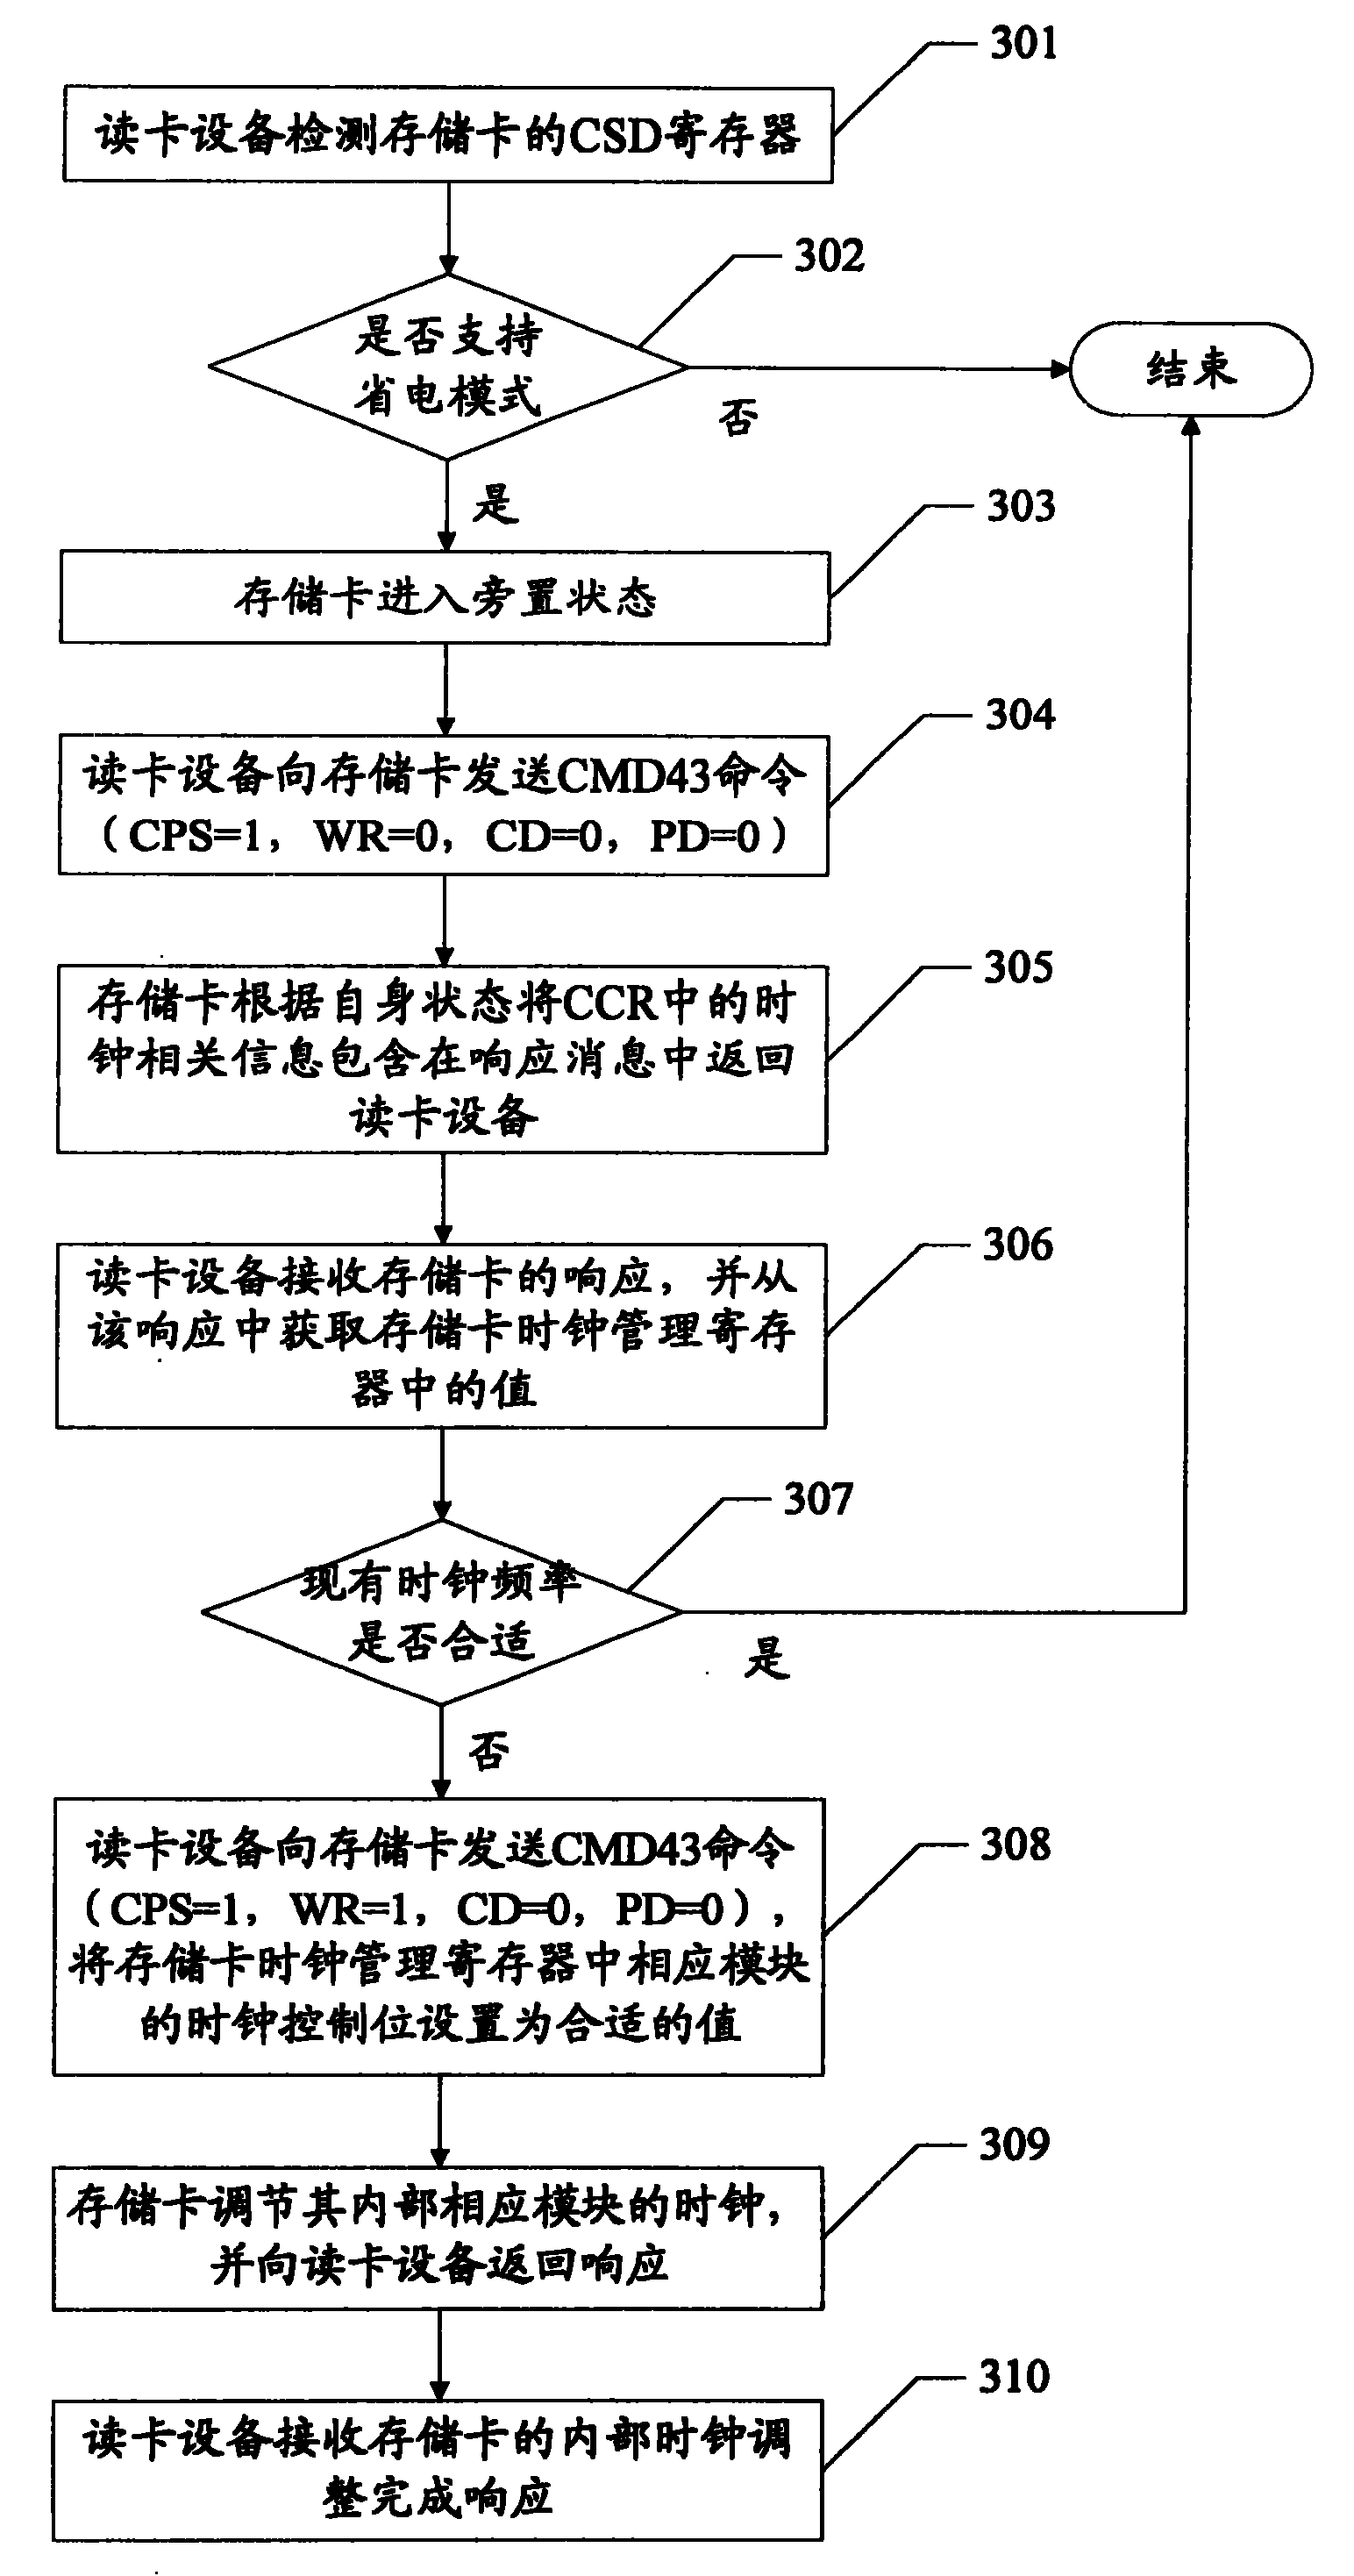 301
读卡设备检测存储卡的CSD寄存器
302
是否支持
省电模式
结束
否
是
303
存储卡进入旁置状态
304
读卡设备向存储卡发送CMD43命令
（CPS=1，WR=0，CD=0，PD=0）
305
存储卡根据自身状态将CCR中的时
钟相关信息包含在响应消息中返回
读卡设备
306
读卡设备接收存储卡的响应，并从
该响应中获取存储卡时钟管理寄存
器中的值
307
现有时钟频率
是否合适
是
否
308
读卡设备向存储卡发送CMD43命令
（CPS=1，WR=1，CD=0，PD=0），
将存储卡时钟管理寄存器中相应模块
的时钟控制位设置为合适的值
309
存储卡调节其内部相应模块的时钟，
并向读卡设备返回响应
310
读卡设备接收存储卡的内部时钟调
整完成响应